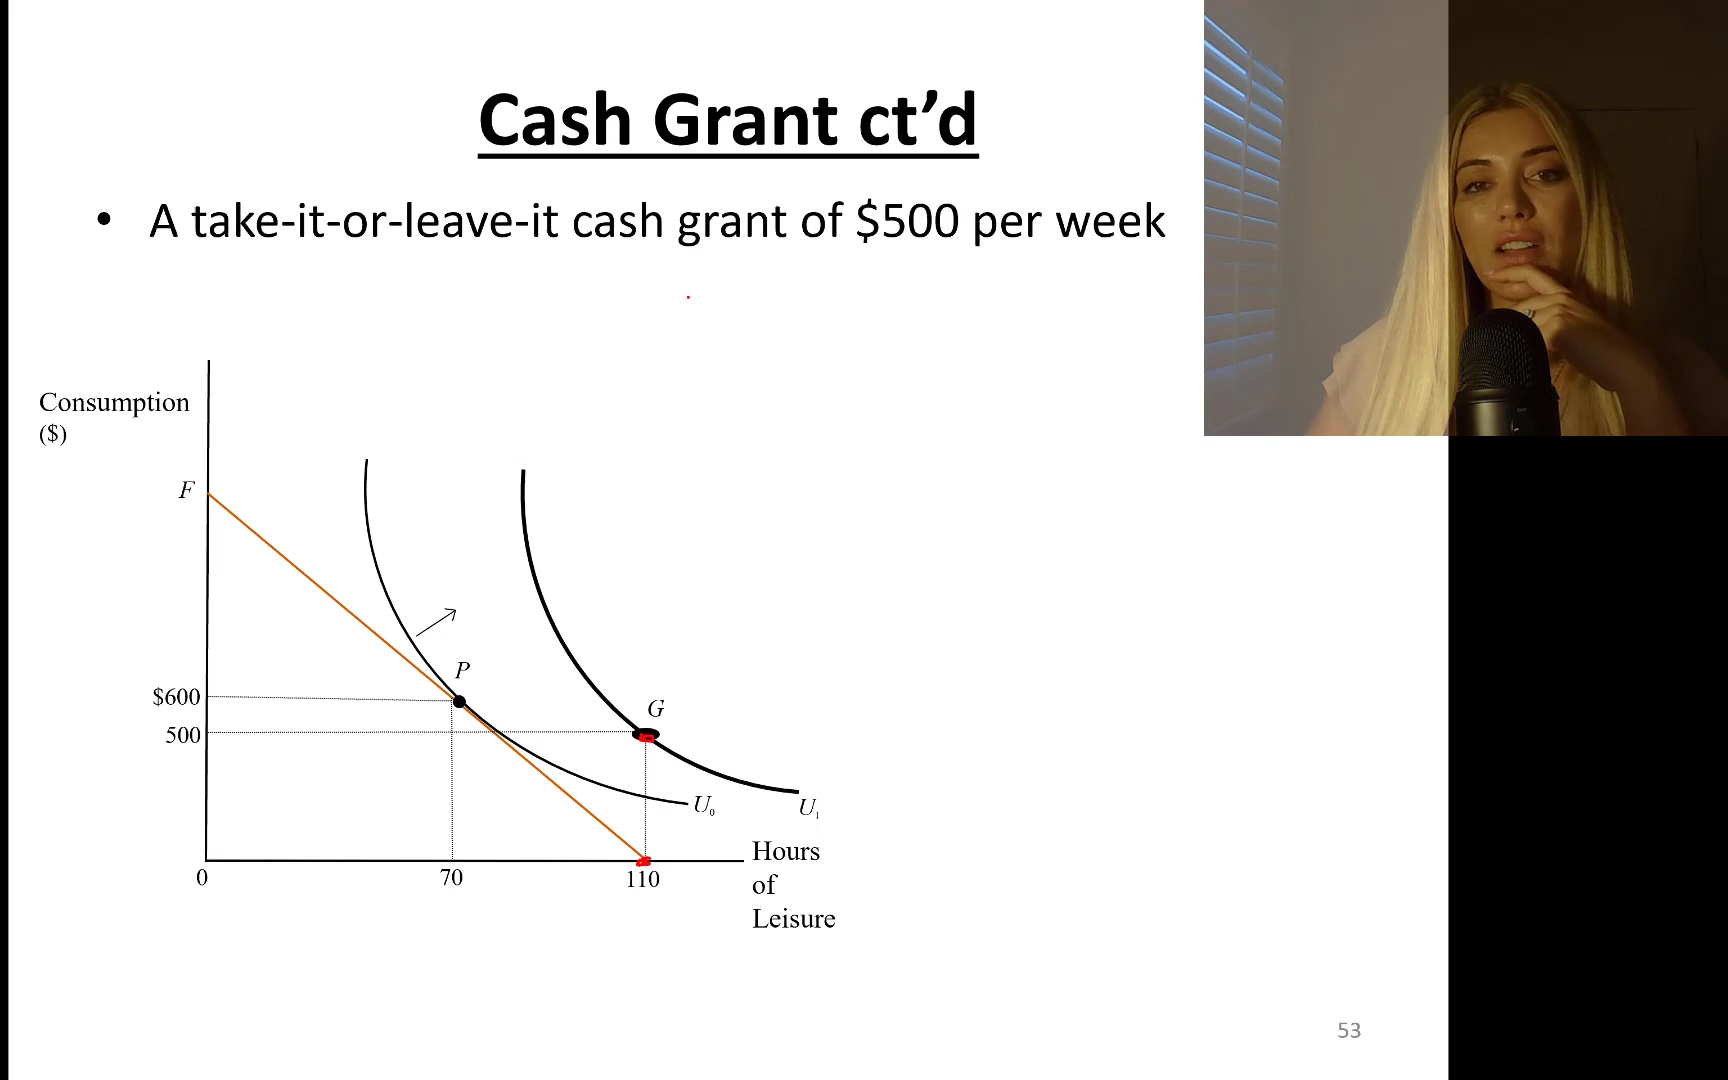 Cash Grant ct’d
• A take-it-or-leave-it cash grant of $500 per week
Consumption
($)
F
P
$600
G
500
U0
U1
Hours
of
Leisure
0
70
110
53